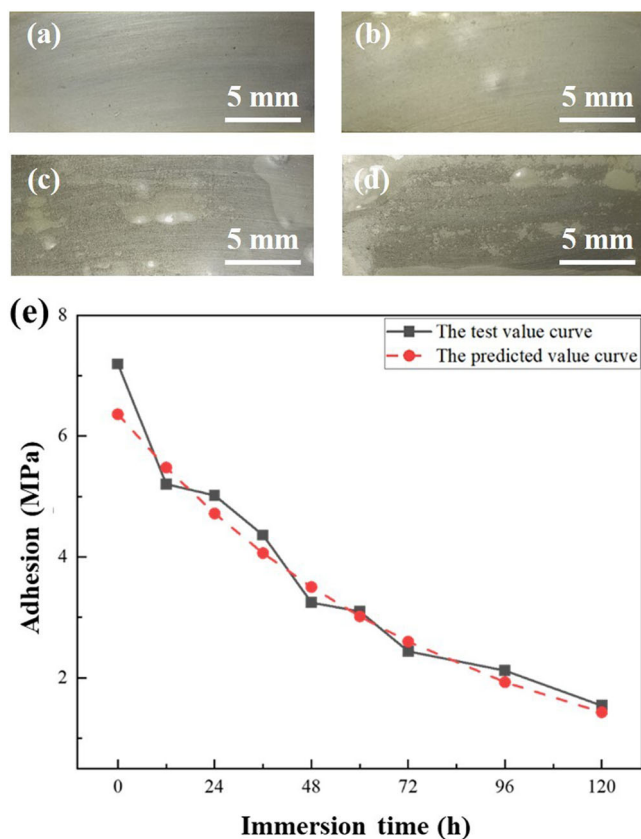 (a)
5 mm
(b)
5 mm
(c)
5 mm
(d)
5 mm
(e)
The test value curve
The predicted value curve
8
6
4
2
Adhesion (MPa)
0 24 48 72 96 120
Immersion time (h)